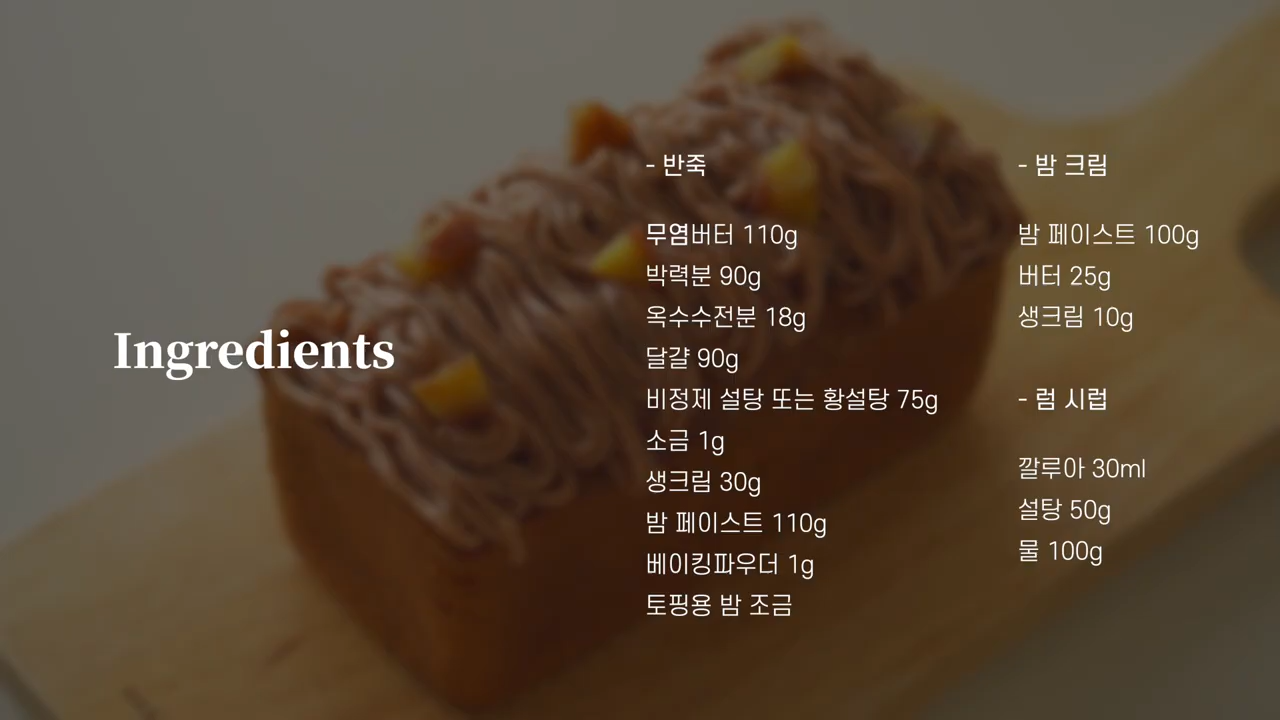 Ingredients
- 반죽
무염버터 110g
박력분 90g
옥수수전분 18g
달걀 90g
비정제 설탕 또는 황설탕 75g
소금 1g
생크림 30g
밤 페이스트 110g
베이킹파우더 1g
토핑용 밤 조금
- 밤 크림
밤 페이스트 100g
버터 25g
생크림 10g
- 럼 시럽
깔루아 30ml
설탕 50g
물 100g